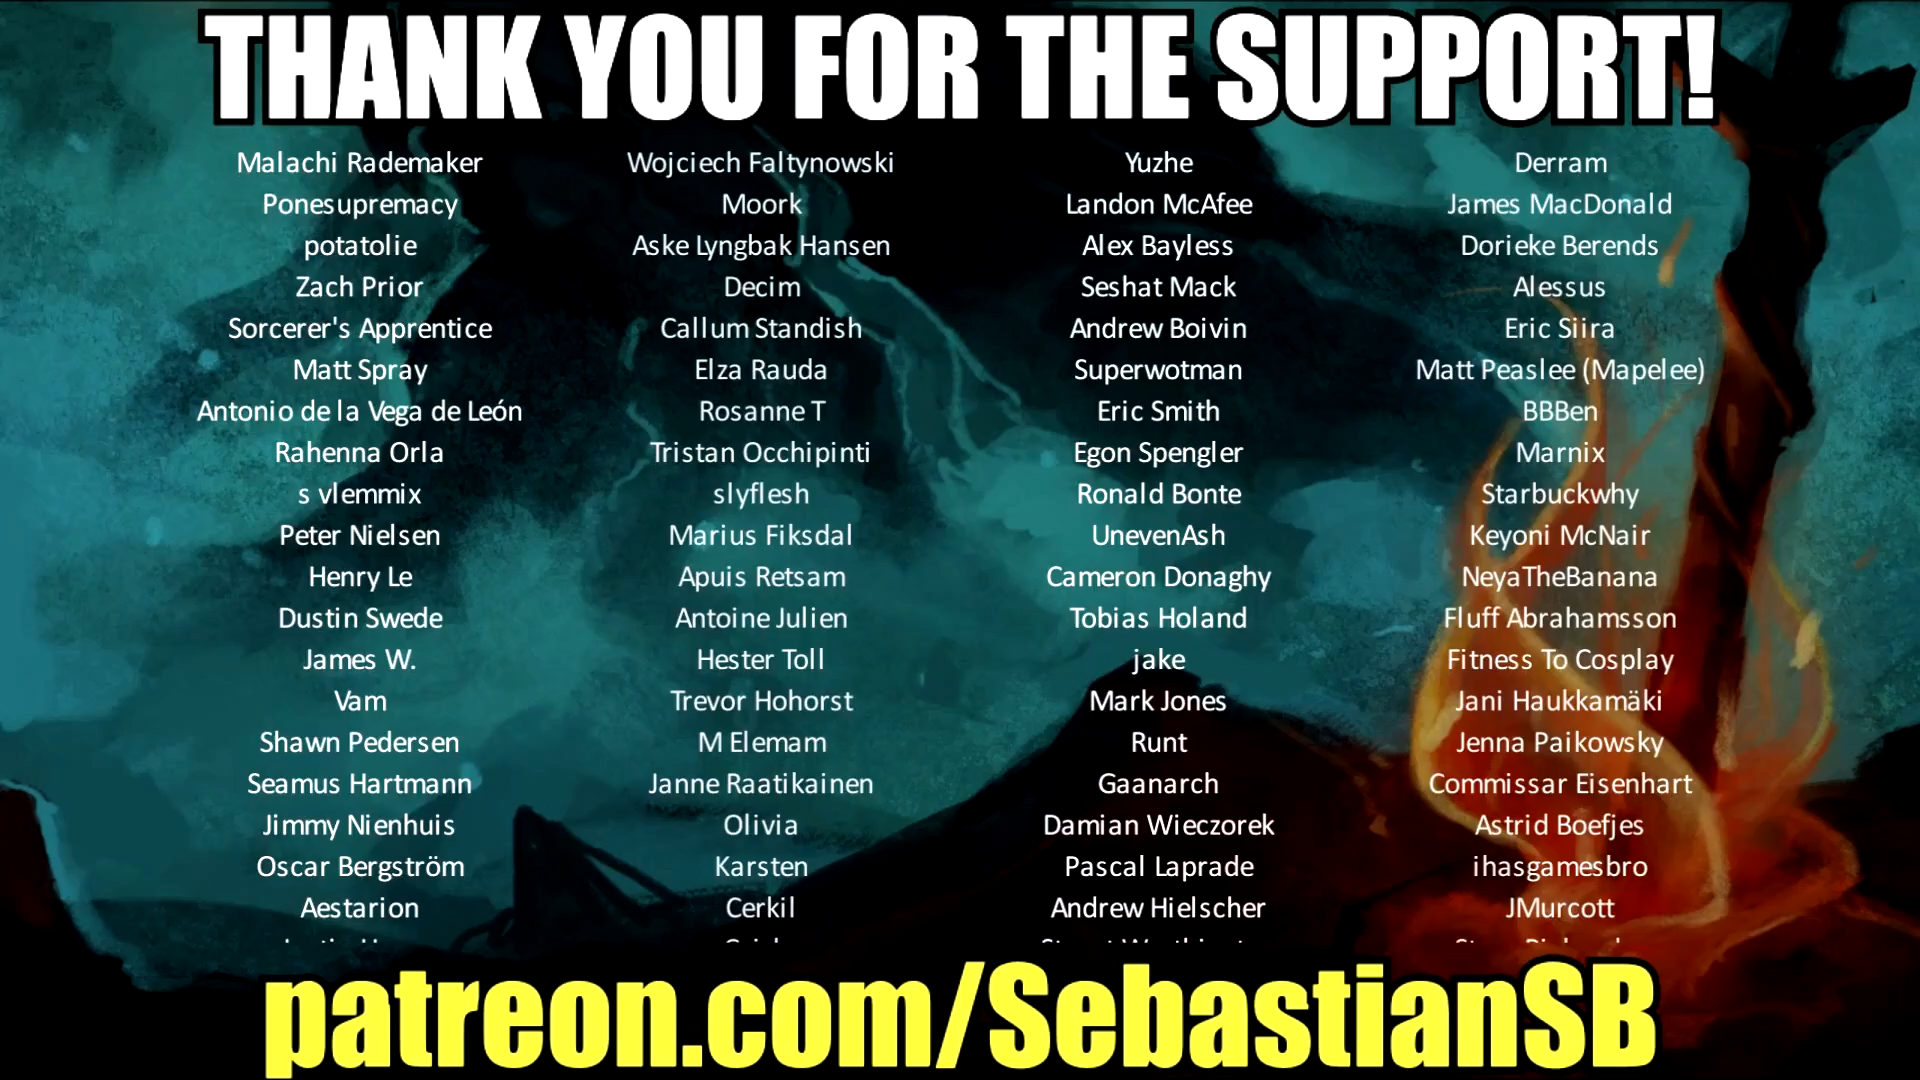 THANK YOU FOR THE SUPPORT!
Malachi Rademaker
Ponesupremacy
potatolie
Zach Prior
Sorcerer's Apprentice
Matt Spray
Antonio de la Vega de León
Rahenna Orla
s vlemmix
Peter Nielsen
Henry Le
Dustin Swede
James W.
Vam
Shawn Pedersen
Seamus Hartmann
Jimmy Nienhuis
Oscar Bergström
Aestarion
Wojciech Faltynowski
Moork
Aske Lyngbak Hansen
Decim
Callum Standish
Elza Rauda
Rosanne T
Tristan Occhipinti
slyflesh
Marius Fiksdal
Apuis Retsam
Antoine Julien
Hester Toll
Trevor Hohorst
M Elemam
Janne Raatikainen
Olivia
Karsten
Cerkil
Yuzhe
Landon McAfee
Alex Bayless
Seshat Mack
Andrew Boivin
Superwotman
Eric Smith
Egon Spengler
Ronald Bonte
UnevenAsh
Cameron Donaghy
Tobias Holand
jake
Mark Jones
Runt
Gaanarch
Damian Wieczorek
Pascal Laprade
Andrew Hielscher
Derram
James MacDonald
Dorieke Berends
Alessus
Eric Siira
Matt Peaslee (Mapelee)
BBBen
Marnix
Starbuckwhy
Keyoni McNair
NeyaTheBanana
Fluff Abrahamsson
Fitness To Cosplay
Jani Haukkamäki
Jenna Paikowsky
Commissar Eisenhart
Astrid Boefjes
ihasgamesbro
JMurcott
patreon.com/SebastianSB